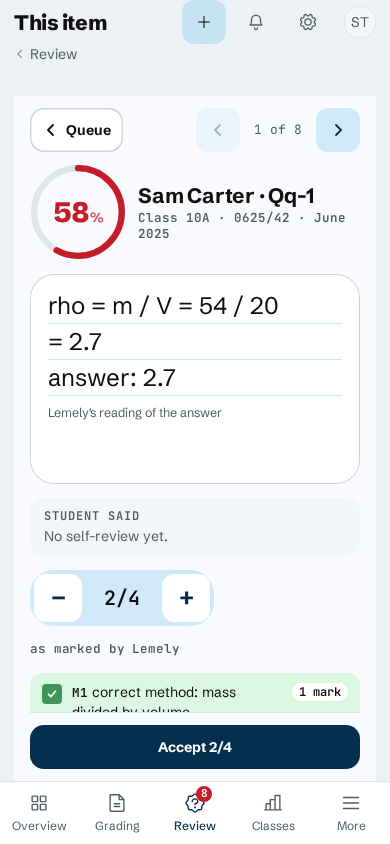 This item
ST
Review
Queue
1 of 8
58%
Sam Carter · Qq-1
Class 10A · 0625/42 · June
2025
rho = m / V = 54 / 20
= 2.7
answer: 2.7
Lemely's reading of the answer
STUDENT SAID
No self-review yet.
2/4
as marked by Lemely
M1 correct method: mass
1 mark
divided by volume
Accept 2/4
8
Overview
Grading
Review
Classes
More